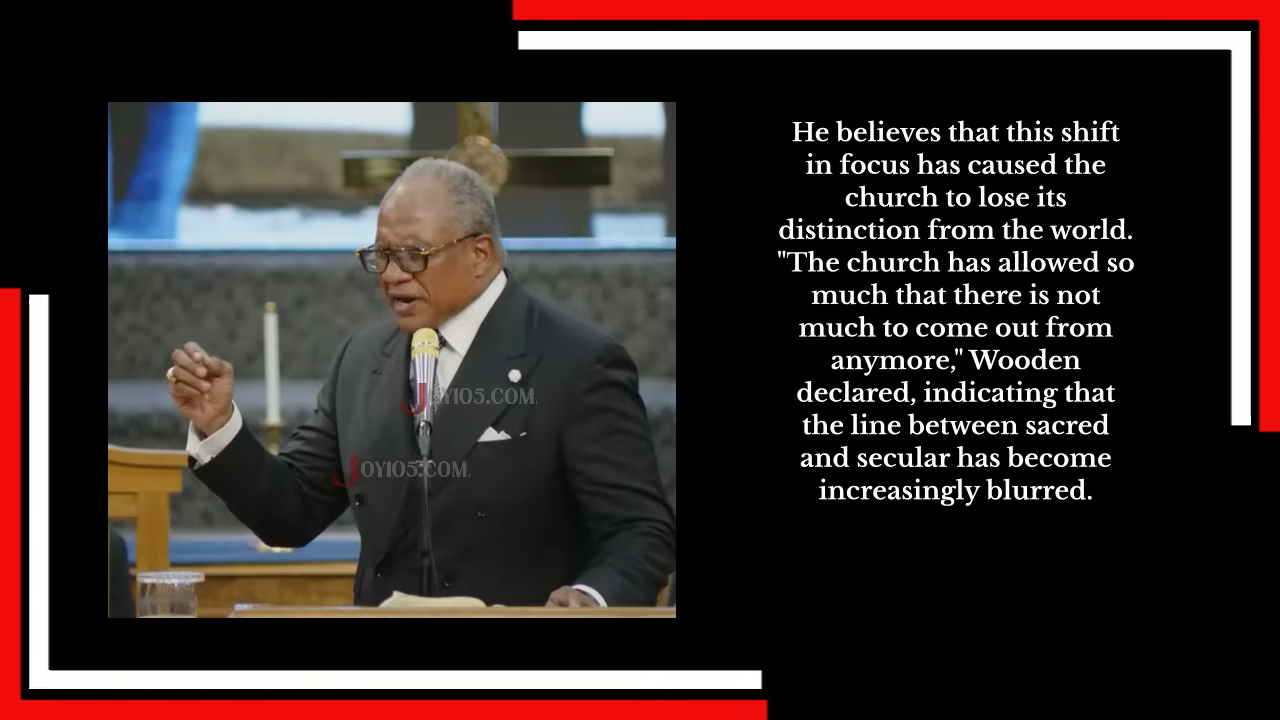 He believes that this shift
in focus has caused the
church to lose its
distinction from the world.
"The church has allowed so
much that there is not
much to come out from
anymore," Wooden
declared, indicating that
the line between sacred
and secular has become
increasingly blurred.
JOY105.COM
JOY105.COM